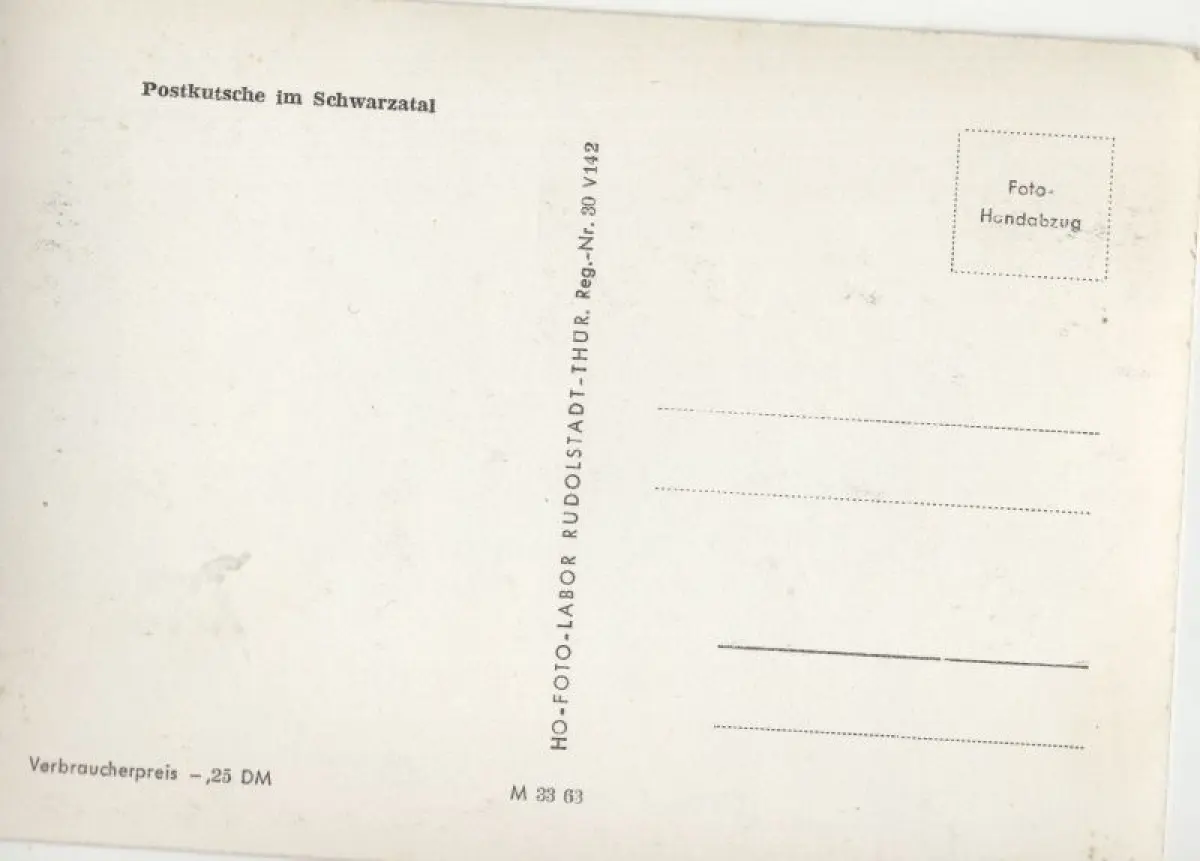 Postkutsche im Schwarzatal
Foto-
Handabzug
HO-FOTO-LABOR RUDOLSTADT-THÜR. Reg.-Nr. 30 V142
Verbraucherpreis –,25 DM
M 33 63